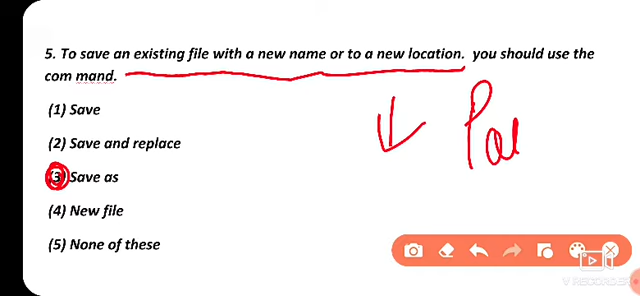 5. To save an existing file with a new name or to a new location. you should use the
com mand.
(1) Save
(2) Save and replace
(3) Save as
(4) New file
(5) None of these
V RECORDER